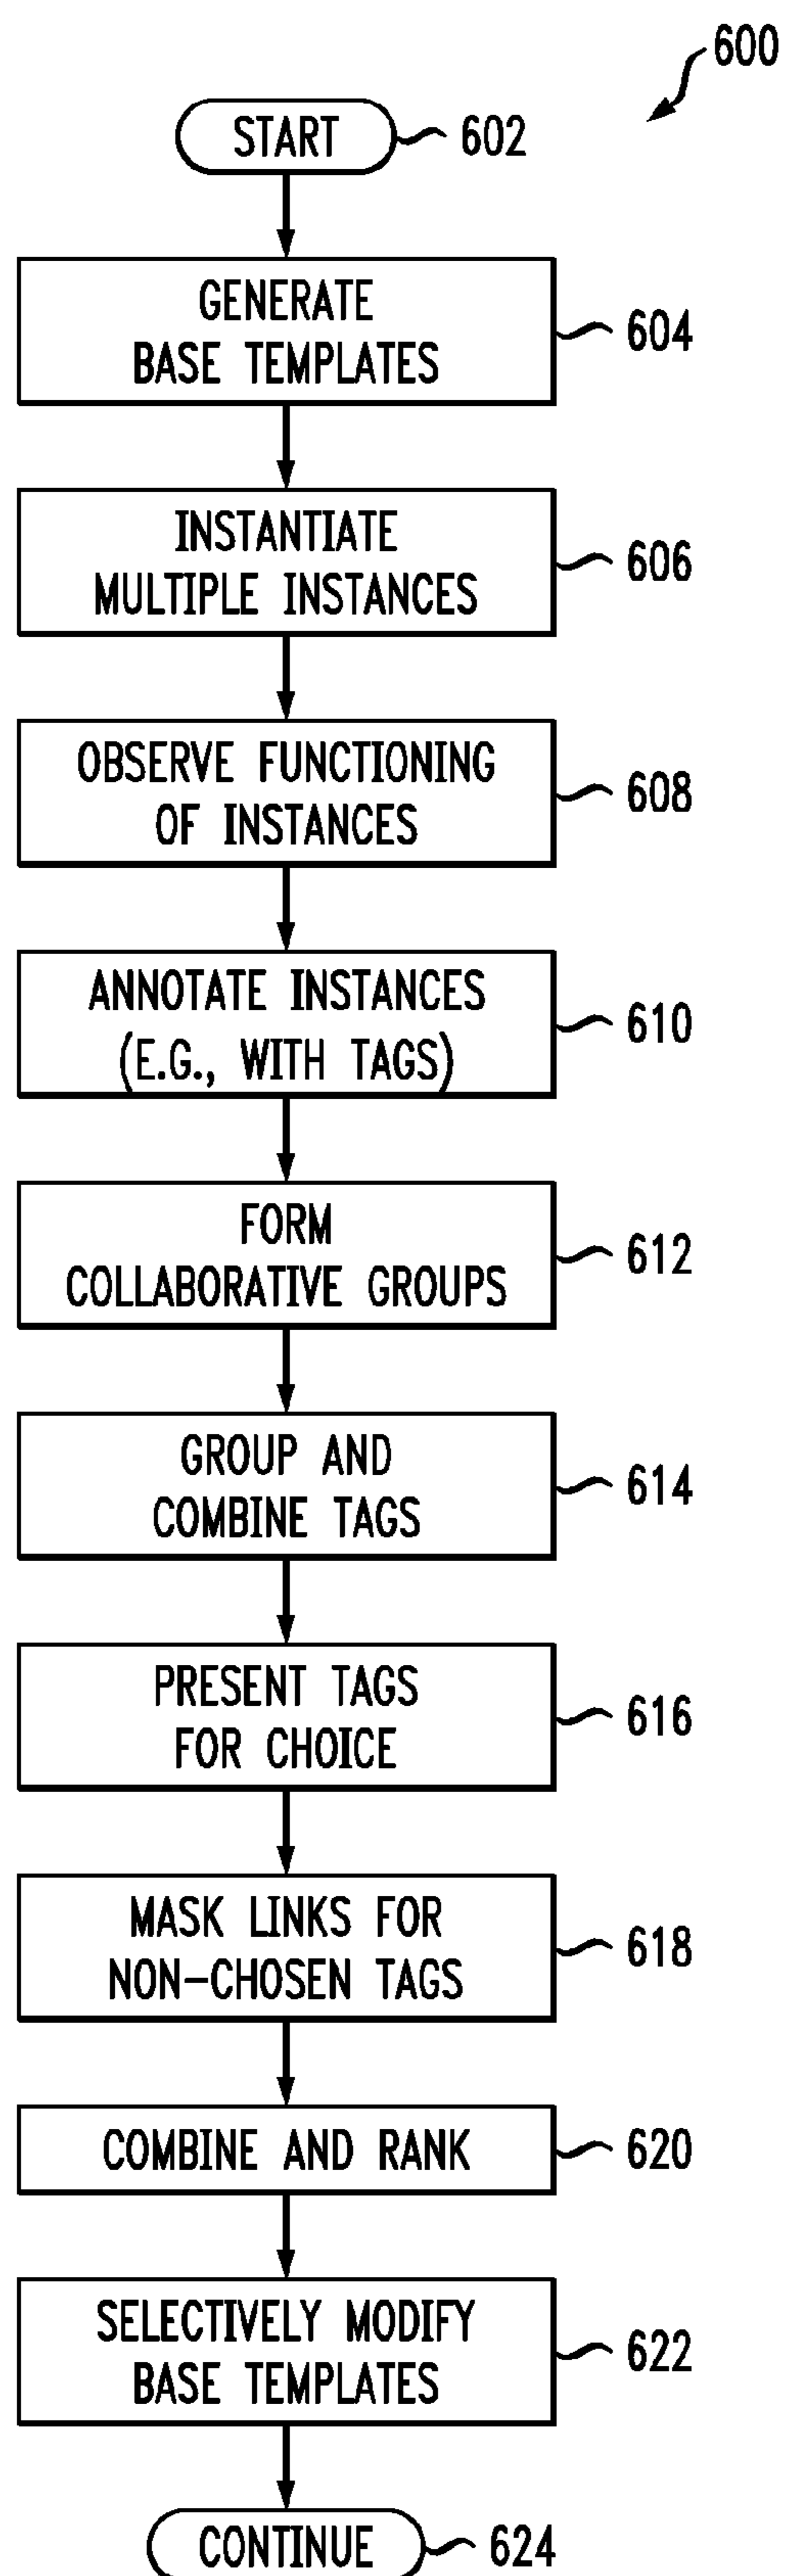 600
START
602
GENERATE
BASE TEMPLATES
604
INSTANTIATE
MULTIPLE INSTANCES
606
OBSERVE FUNCTIONING
OF INSTANCES
608
ANNOTATE INSTANCES
(E.G., WITH TAGS)
610
FORM
COLLABORATIVE GROUPS
612
GROUP AND
COMBINE TAGS
614
PRESENT TAGS
FOR CHOICE
616
MASK LINKS FOR
NON-CHOSEN TAGS
618
COMBINE AND RANK
620
SELECTIVELY MODIFY
BASE TEMPLATES
622
CONTINUE
624